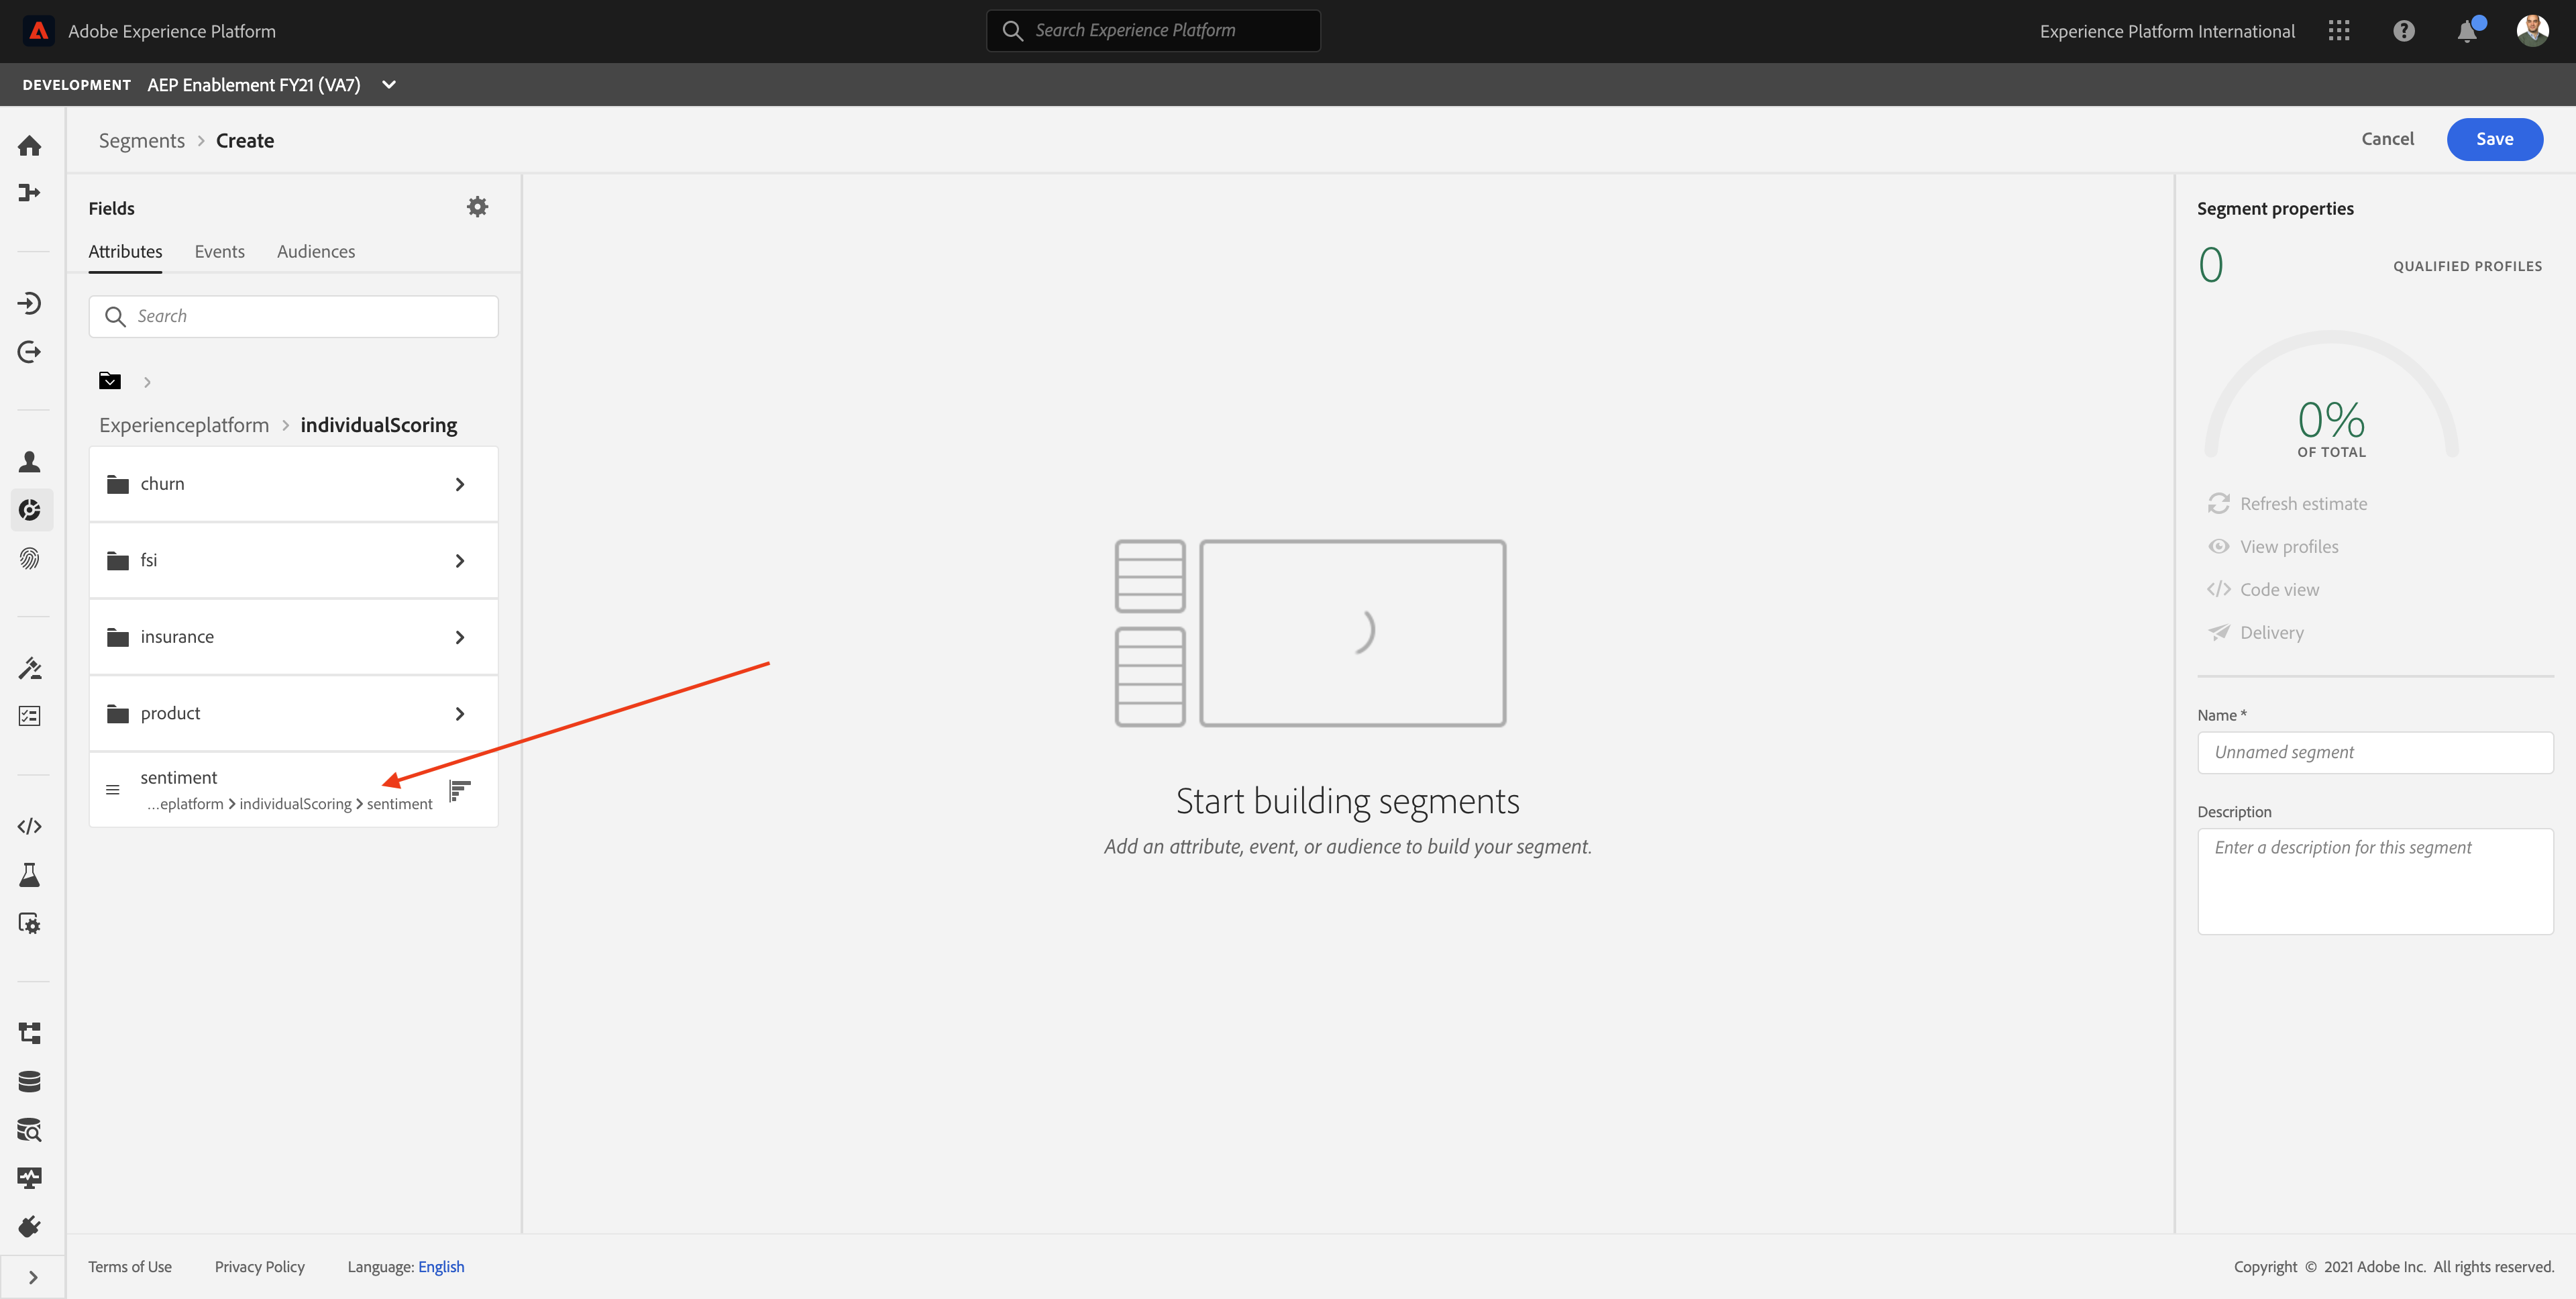 Adobe Experience Platform
Search Experience Platform
Experience Platform International
DEVELOPMENT AEP Enablement FY21 (VA7)
Segments > Create
Cancel
Save
Fields
Attributes
Events
Audiences
Search
Experienceplatform > individualScoring
churn
fsi
insurance
product
sentiment
...eplatform > individualScoring > sentiment
Start building segments
Add an attribute, event, or audience to build your segment.
Segment properties
0
QUALIFIED PROFILES
0%
OF TOTAL
Refresh estimate
View profiles
Code view
Delivery
Name *
Unnamed segment
Description
Enter a description for this segment
Terms of Use
Privacy Policy
Language: English
Copyright © 2021 Adobe Inc. All rights reserved.